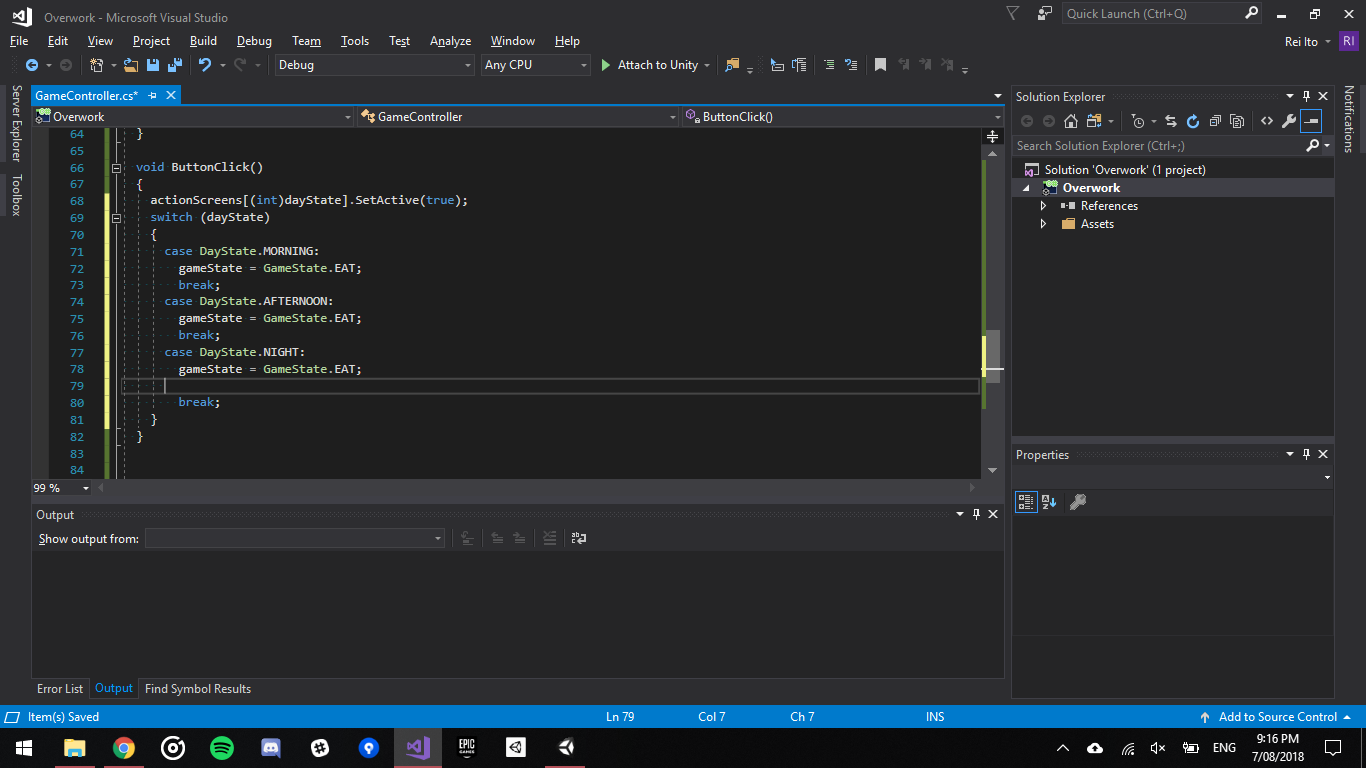 Overwork - Microsoft Visual Studio
Quick Launch (Ctrl+Q)
File Edit View Project Build Debug Team Tools Test Analyze Window Help
Rei Ito RI
Debug Any CPU Attach to Unity
Server Explorer
Toolbox
GameController.cs*
Overwork GameController ButtonClick()
64 }
65
66 void ButtonClick()
67 {
68 actionScreens[(int)dayState].SetActive(true);
69 switch (dayState)
70 {
71 case DayState.MORNING:
72 gameState = GameState.EAT;
73 break;
74 case DayState.AFTERNOON:
75 gameState = GameState.EAT;
76 break;
77 case DayState.NIGHT:
78 gameState = GameState.EAT;
79
80 break;
81 }
82 }
83
84
99 %
Output
Show output from:
Error List Output Find Symbol Results
Solution Explorer
Search Solution Explorer (Ctrl+;)
Solution 'Overwork' (1 project)
Overwork
References
Assets
Properties
Notifications
Item(s) Saved Ln 79 Col 7 Ch 7 INS Add to Source Control
EPIC
GAMES
ENG
9:16 PM
7/08/2018